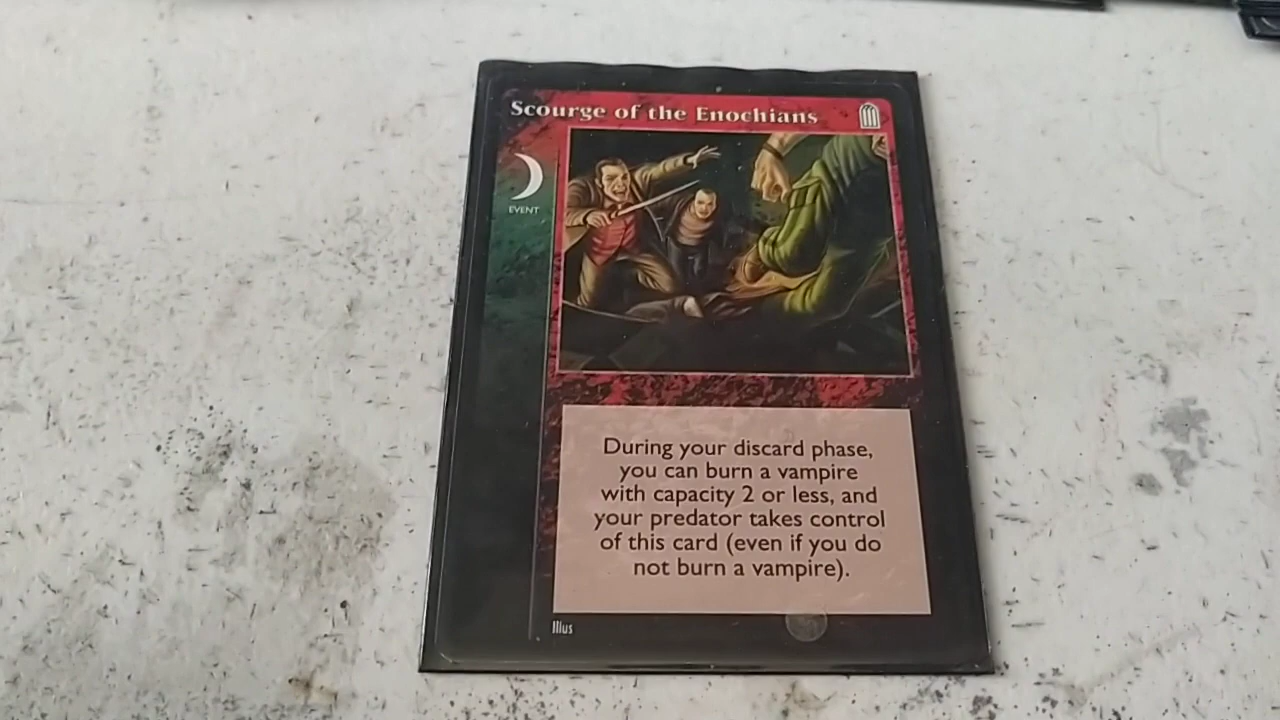 Scourge of the Enochians
EVENT
During your discard phase,
you can burn a vampire
with capacity 2 or less, and
your predator takes control
of this card (even if you do
not burn a vampire).
Illus